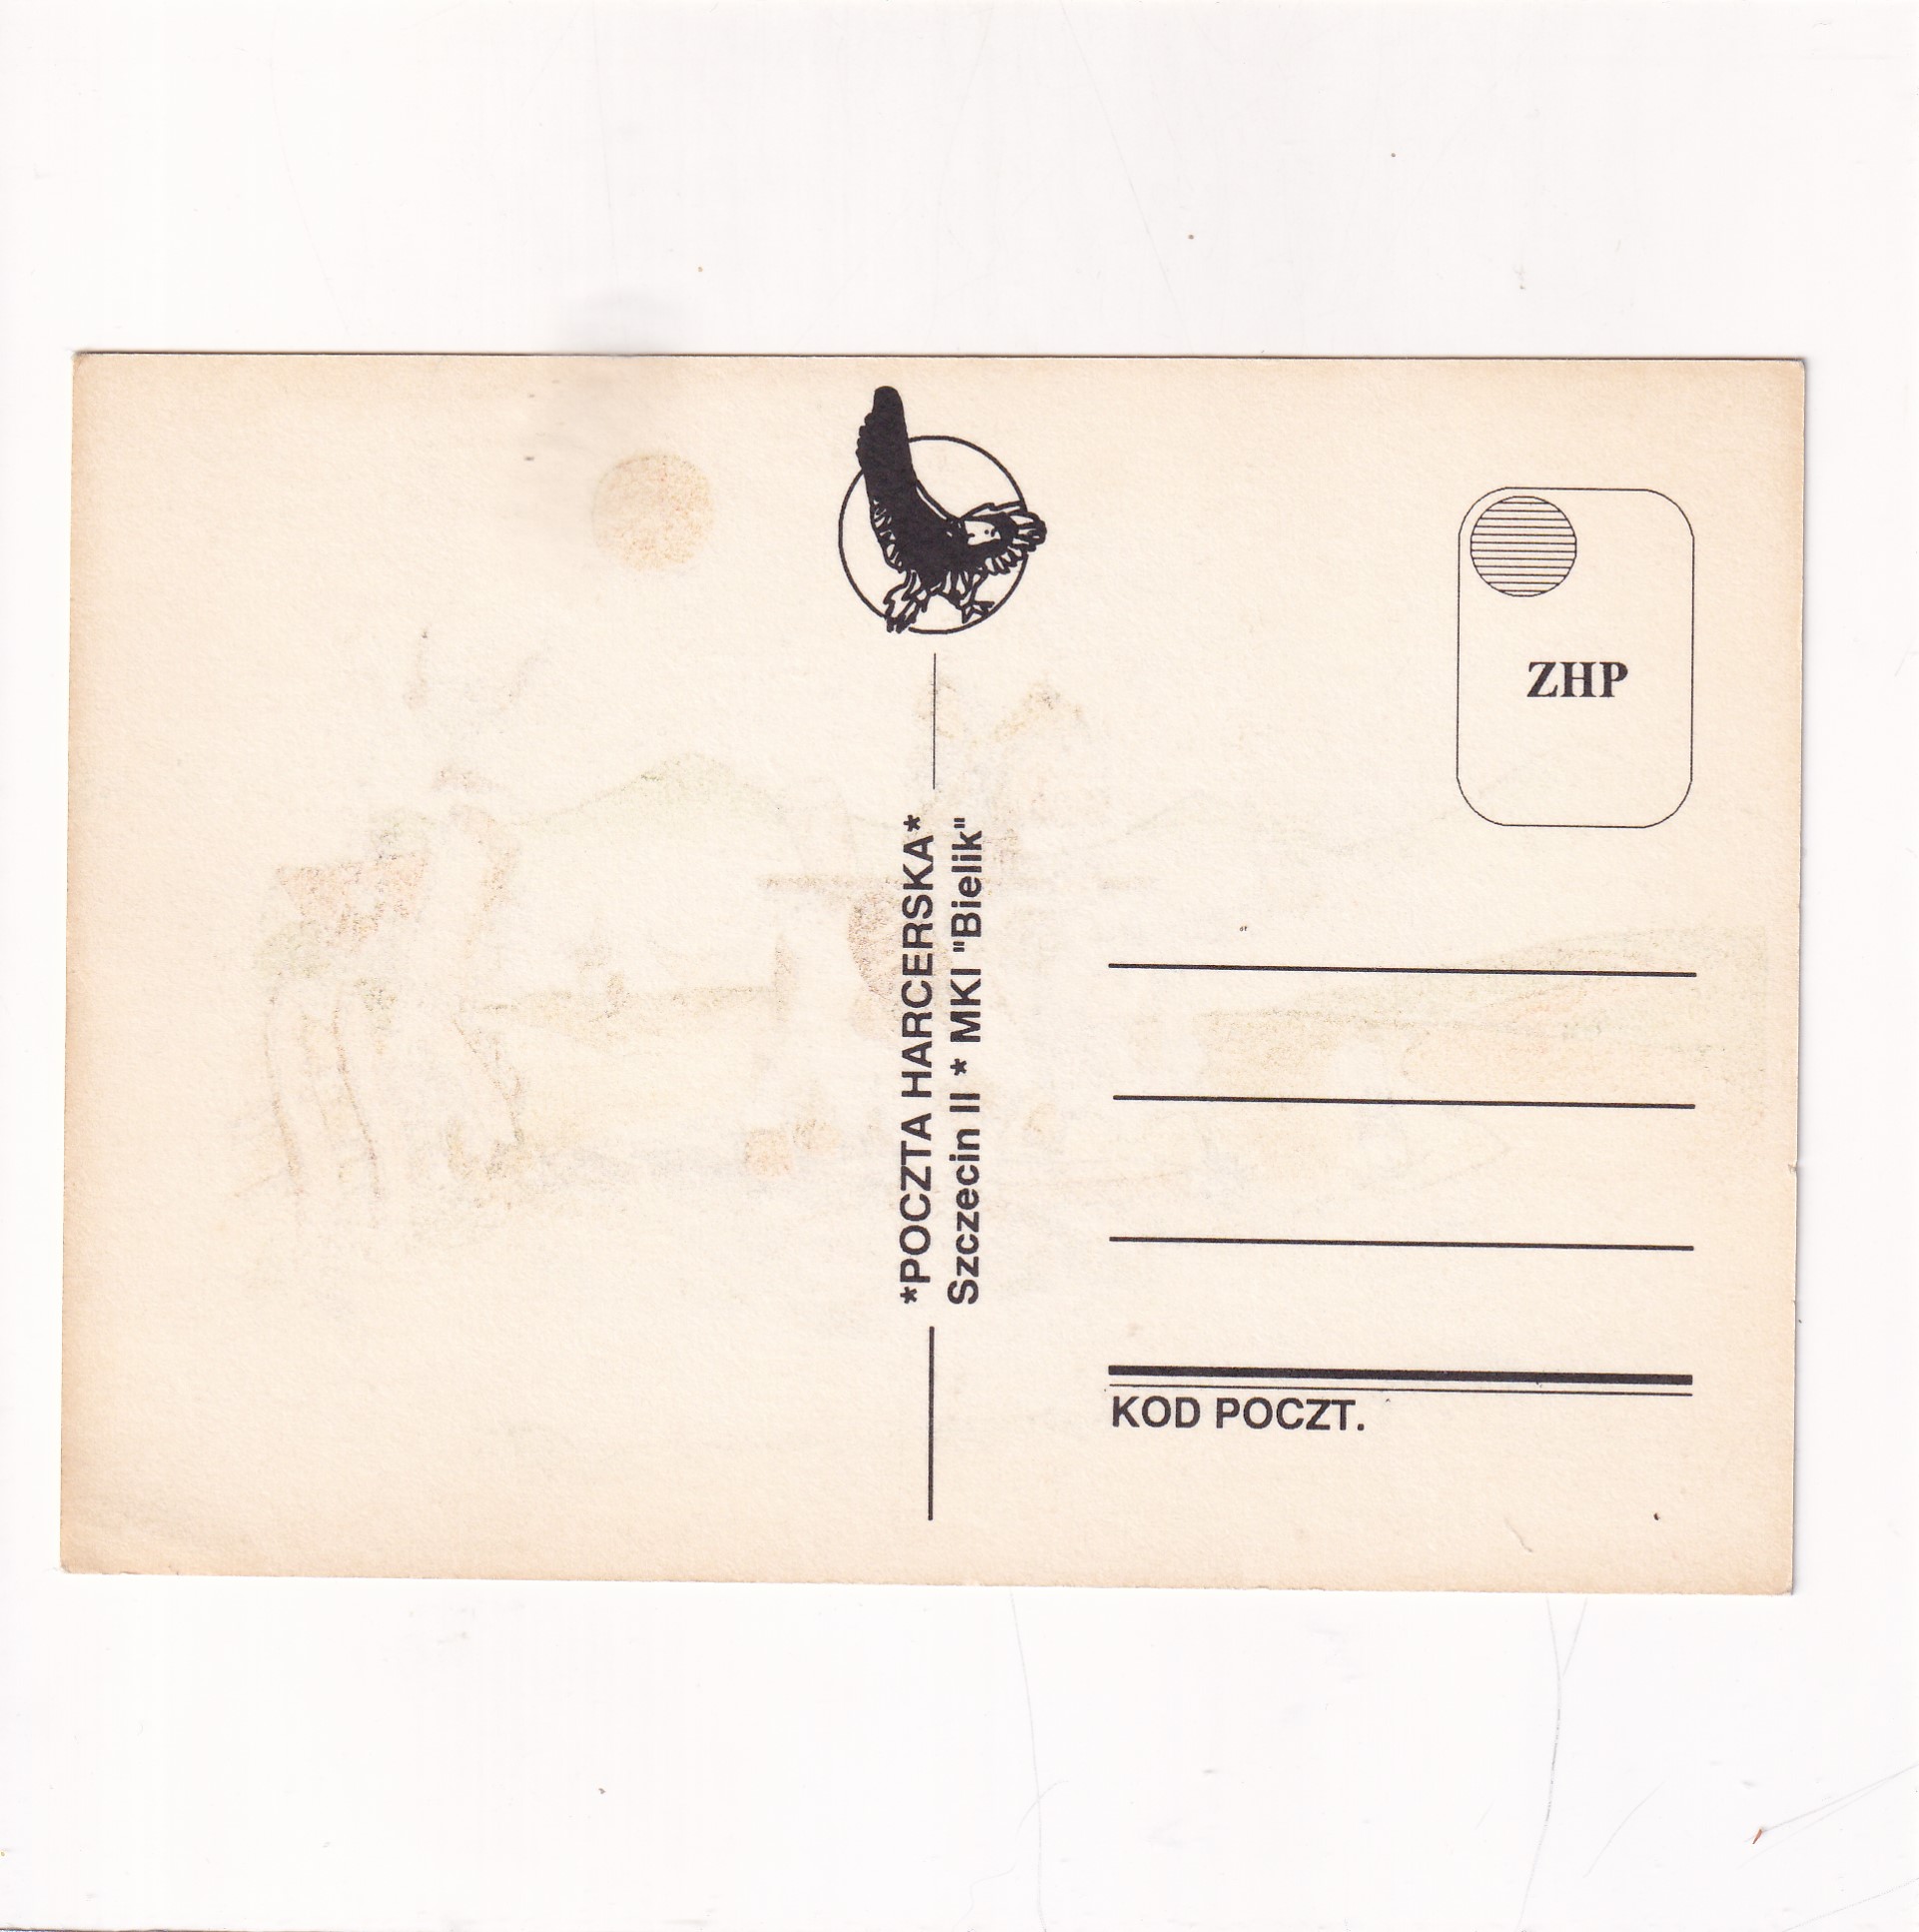 ZHP
*POCZTA HARCERSKA*
Szczecin II * MKI "Bielik"
KOD POCZT.